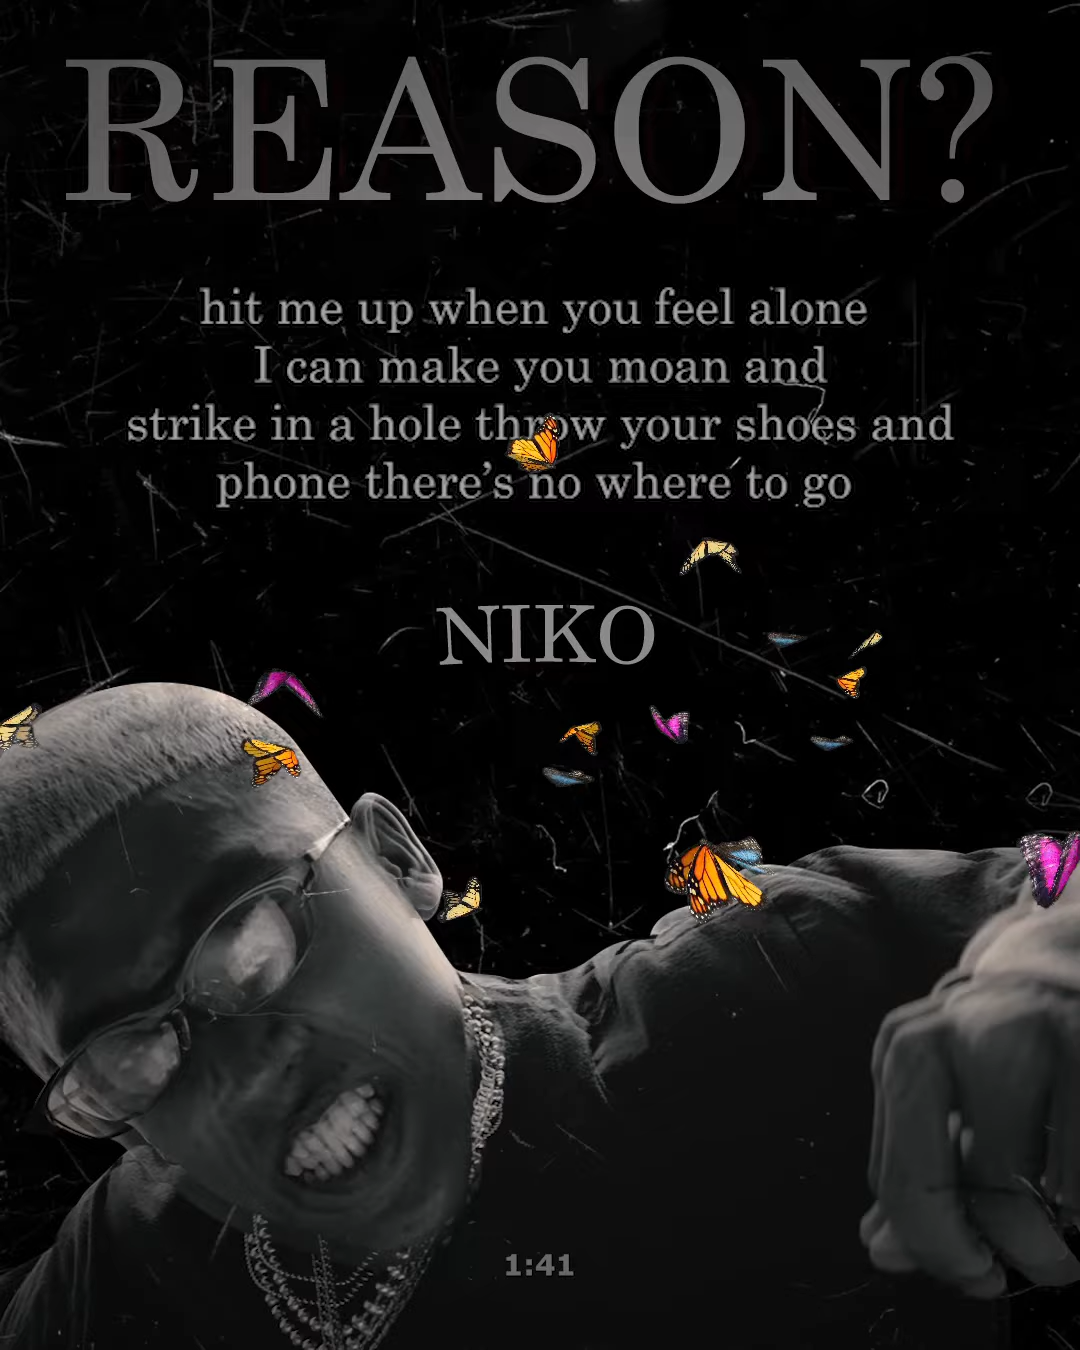 REASON?
hit me up when you feel alone
I can make you moan and
strike in a hole throw your shoes and
phone there’s no where to go
NIKO
1:41